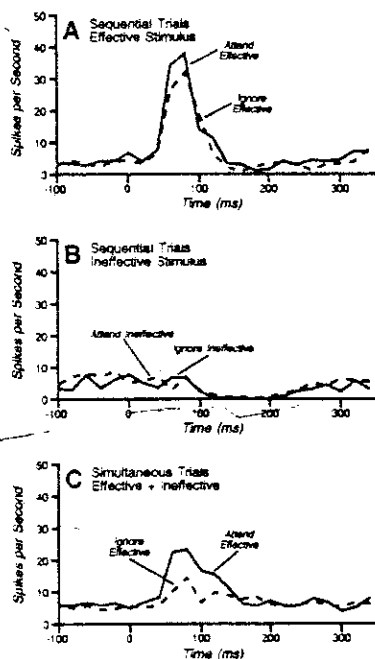 A Sequential Trials
Effective Stimulus
Spikes per Second
50
40
30
20
10
0
Attend
Effective
Ignore
Effective
-100 0 100 200 300
Time (ms)
B Sequential Trials
Ineffective Stimulus
Spikes per Second
50
40
30
20
10
0
Attend Ineffective
Ignore Ineffective
-100 0 100 200 300
Time (ms)
C Simultaneous Trials
Effective + Ineffective
Spikes per Second
50
40
30
20
10
0
Ignore
Effective
Attend
Effective
-100 0 100 200 300
Time (ms)